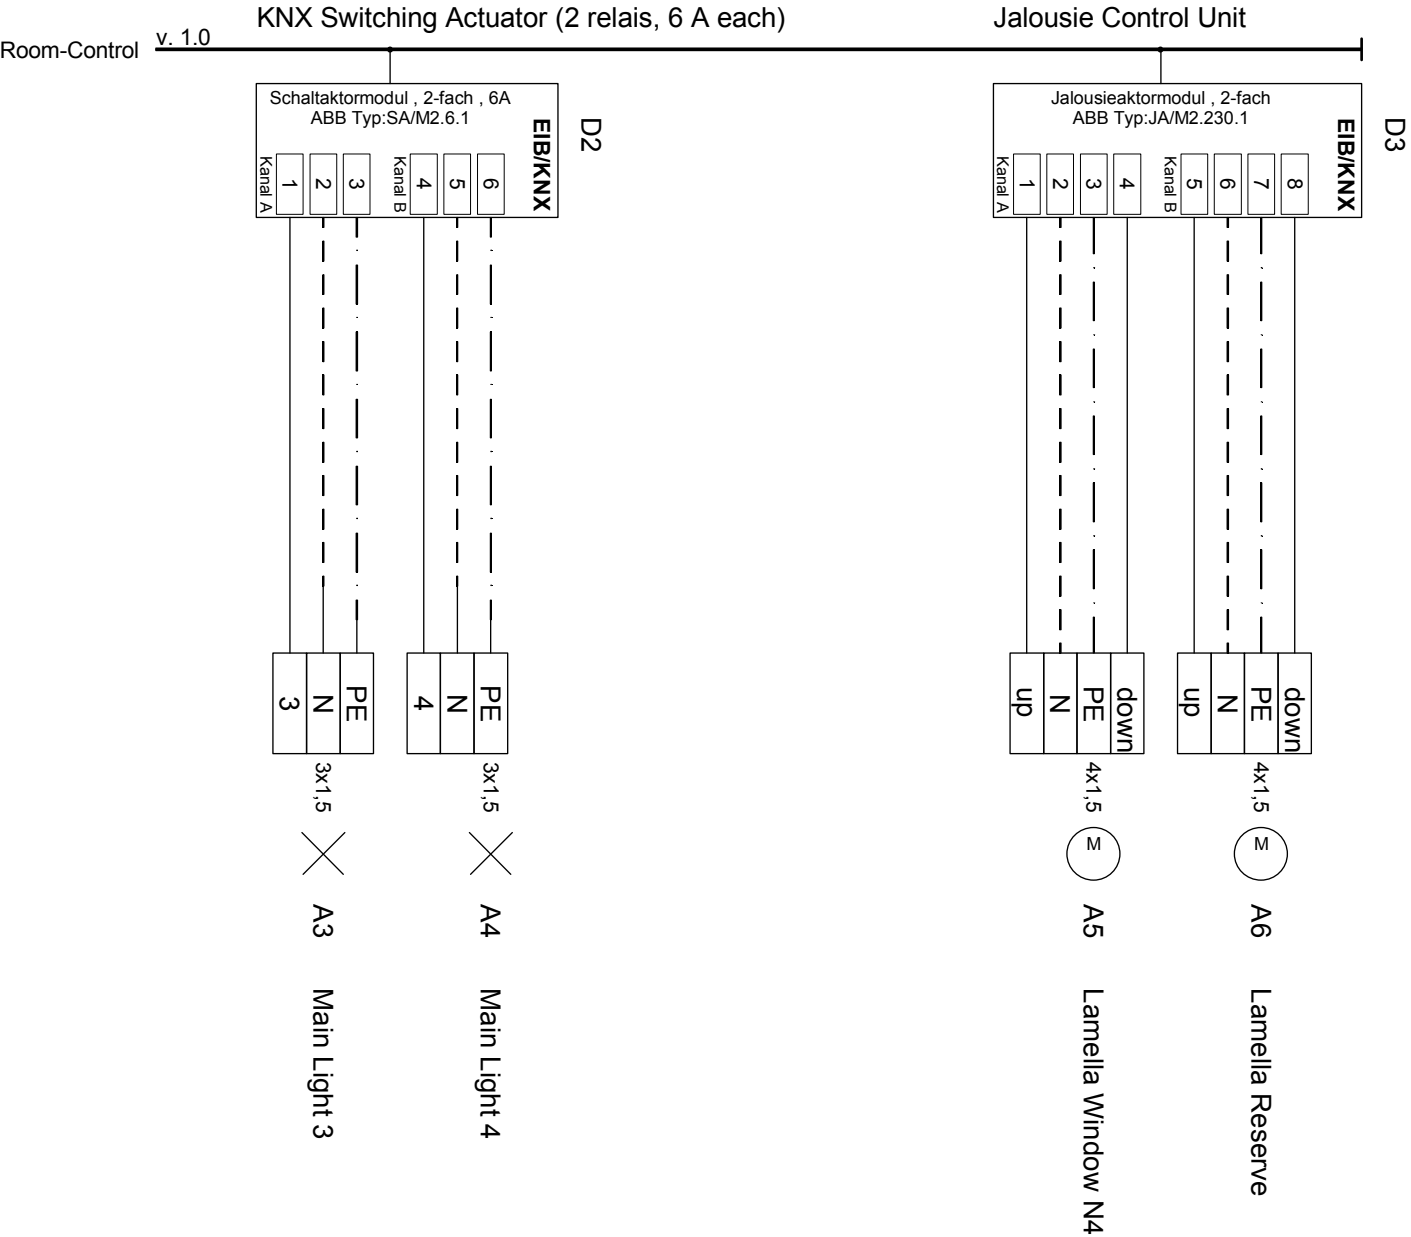 KNX Switching Actuator (2 relais, 6 A each)
Jalousie Control Unit
Room-Control
v. 1.0
Schaltaktormodul , 2-fach , 6A
ABB Typ:SA/M2.6.1
EIB/KNX
D2
Kanal A
1
2
3
Kanal B
4
5
6
3
N
PE
4
N
PE
3x1,5
3x1,5
A3
A4
Main Light 3
Main Light 4
Jalousieaktormodul , 2-fach
ABB Typ:JA/M2.230.1
EIB/KNX
D3
Kanal A
1
2
3
4
Kanal B
5
6
7
8
up
N
PE
down
up
N
PE
down
4x1,5
4x1,5
M
M
A5
A6
Lamella Window N4
Lamella Reserve